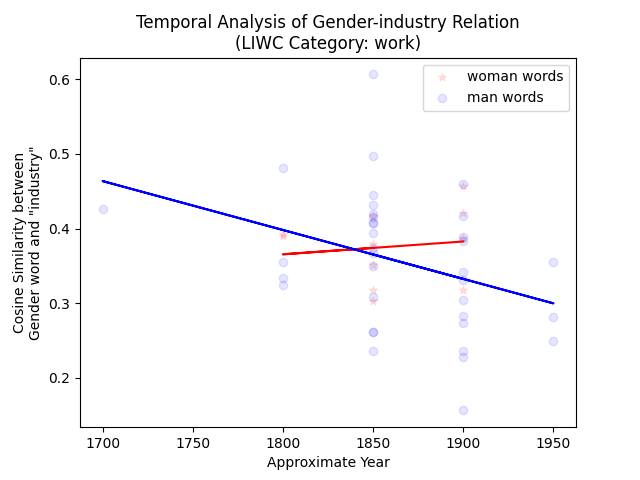 Temporal Analysis of Gender-industry Relation
(LIWC Category: work)
woman words
man words
Cosine Similarity between
Gender word and "industry"
0.6
0.5
0.4
0.3
0.2
1700
1750
1800
1850
1900
1950
Approximate Year